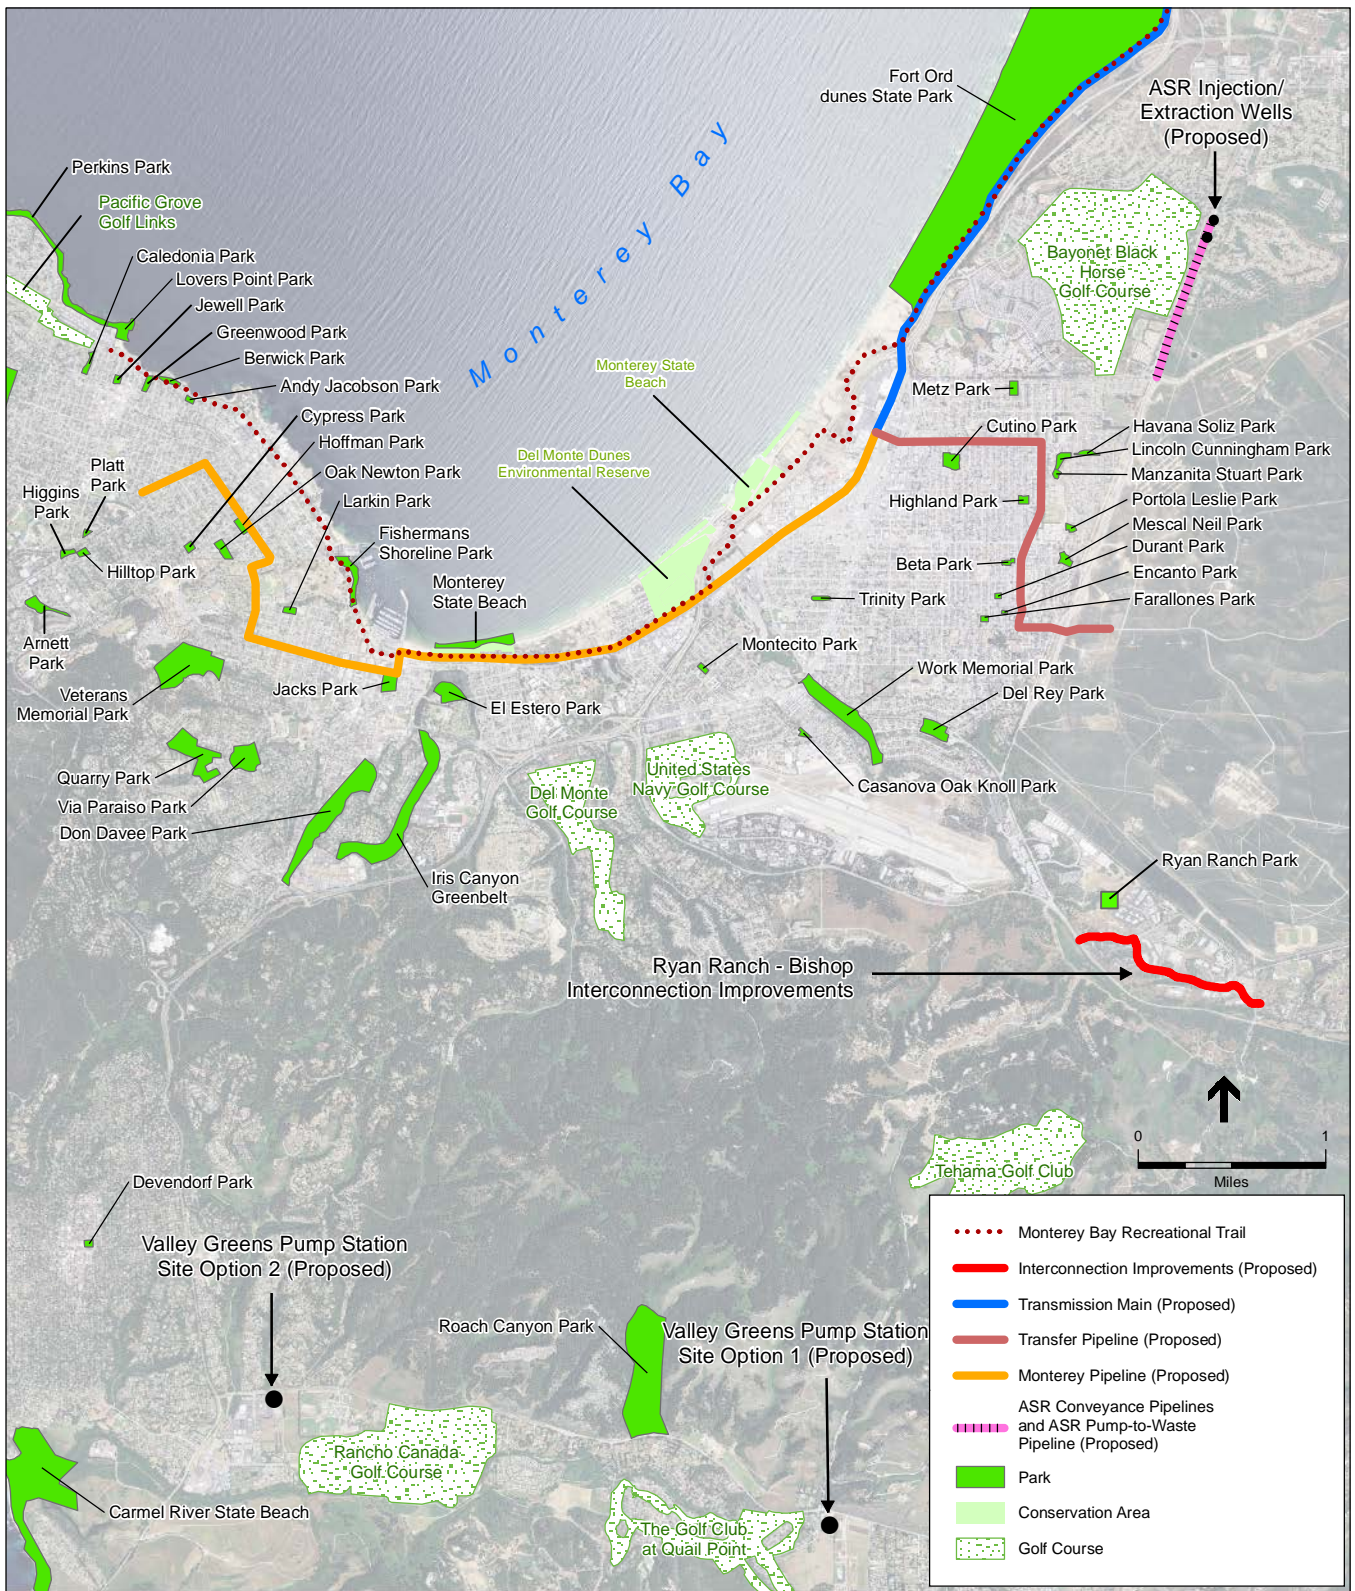 Fort Ord
dunes State Park
ASR Injection/
Extraction Wells
(Proposed)
Perkins Park
Pacific Grove
Golf Links
Monterey Bay
Caledonia Park
Lovers Point Park
Jewell Park
Greenwood Park
Berwick Park
Andy Jacobson Park
Cypress Park
Hoffman Park
Oak Newton Park
Larkin Park
Platt
Park
Higgins
Park
Hilltop Park
Arnett
Park
Fishermans
Shoreline Park
Monterey
State Beach
Monterey State
Beach
Del Monte Dunes
Environmental Reserve
Bayonet Black
Horse
Golf Course
Metz Park
Cutino Park
Havana Soliz Park
Lincoln Cunningham Park
Manzanita Stuart Park
Highland Park
Portola Leslie Park
Mescal Neil Park
Durant Park
Beta Park
Encanto Park
Trinity Park
Farallones Park
Montecito Park
Work Memorial Park
Del Rey Park
Veterans
Memorial Park
Jacks Park
El Estero Park
Quarry Park
Via Paraiso Park
Don Davee Park
Iris Canyon
Greenbelt
Del Monte
Golf Course
United States
Navy Golf Course
Casanova Oak Knoll Park
Ryan Ranch Park
Ryan Ranch - Bishop
Interconnection Improvements
0 1
Miles
Tehama Golf Club
Devendorf Park
Valley Greens Pump Station
Site Option 2 (Proposed)
Roach Canyon Park
Valley Greens Pump Station
Site Option 1 (Proposed)
Rancho Canada
Golf Course
Carmel River State Beach
The Golf Club
at Quail Point
Monterey Bay Recreational Trail
Interconnection Improvements (Proposed)
Transmission Main (Proposed)
Transfer Pipeline (Proposed)
Monterey Pipeline (Proposed)
ASR Conveyance Pipelines
and ASR Pump-to-Waste
Pipeline (Proposed)
Park
Conservation Area
Golf Course